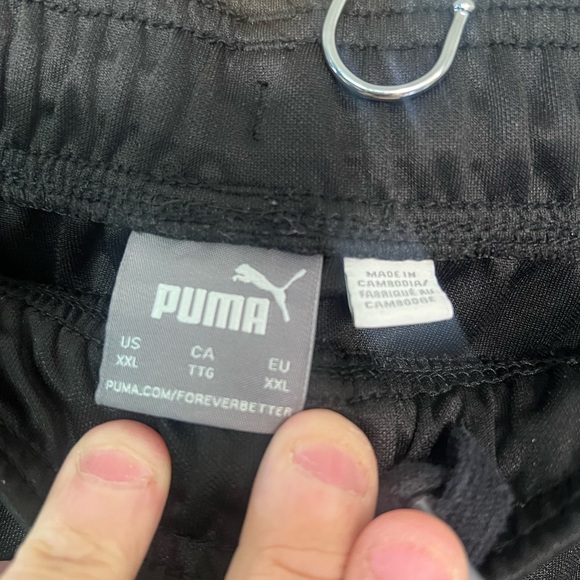 PUMA
US CA EU
XXL TTG XXL
PUMA.COM/FOREVERBETTER
MADE IN
CAMBODIA/
FABRIQUÉ AU
CAMBODGE